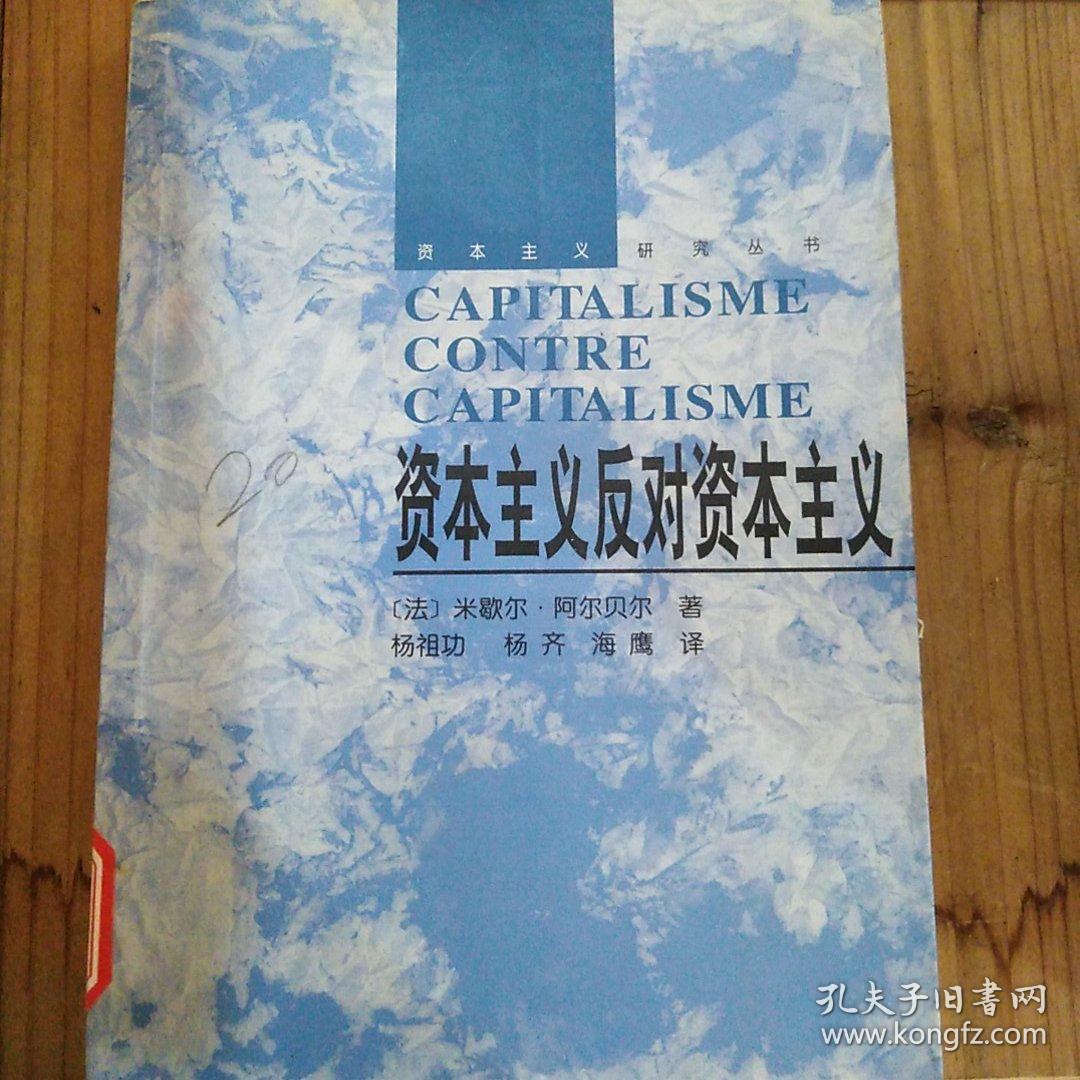 资本主义研究丛书
CAPITALISME
CONTRE
CAPITALISME
资本主义反对资本主义
〔法〕米歇尔·阿尔贝尔 著
杨祖功 杨齐 海鹰 译
20
孔夫子旧書网
www.kongfz.com